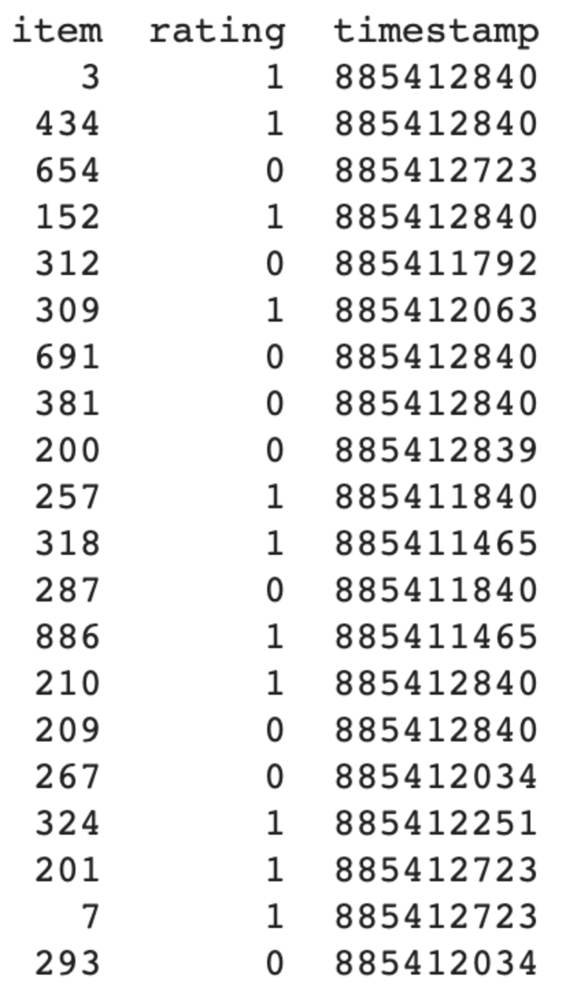 item rating timestamp
3 1 885412840
434 1 885412840
654 0 885412723
152 1 885412840
312 0 885411792
309 1 885412063
691 0 885412840
381 0 885412840
200 0 885412839
257 1 885411840
318 1 885411465
287 0 885411840
886 1 885411465
210 1 885412840
209 0 885412840
267 0 885412034
324 1 885412251
201 1 885412723
7 1 885412723
293 0 885412034